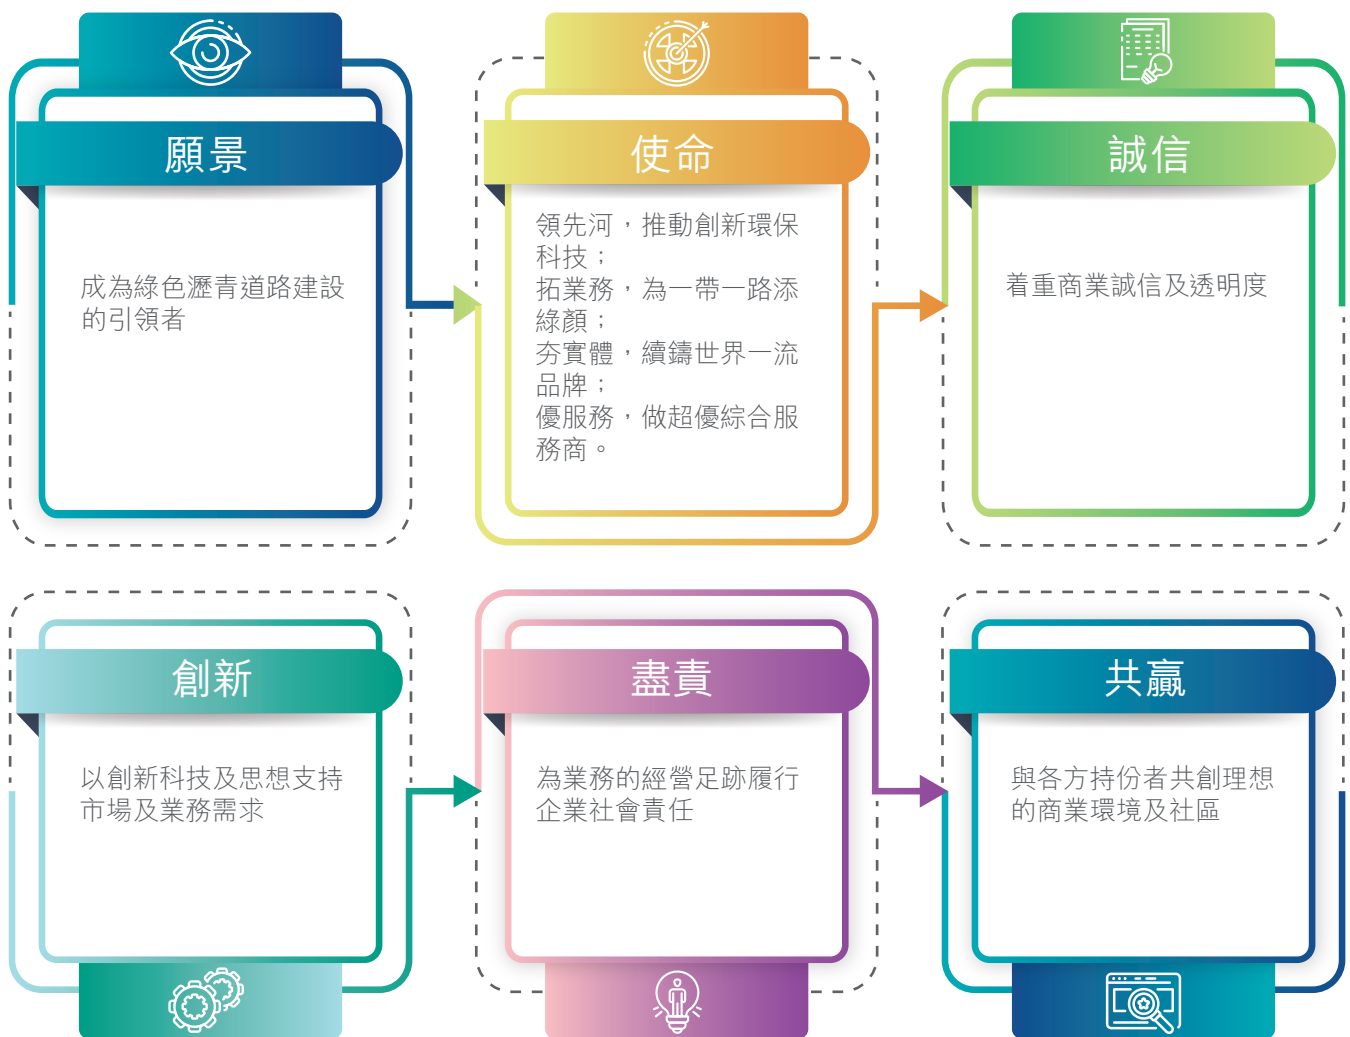 願景
成為綠色瀝青道路建設
的引領者
使命
領先河，推動創新環保
科技；
拓業務，為一帶一路添
綠顏；
夯實體，續鑄世界一流
品牌；
優服務，做超優綜合服
務商。
誠信
着重商業誠信及透明度
創新
以創新科技及思想支持
市場及業務需求
盡責
為業務的經營足跡履行
企業社會責任
共贏
與各方持份者共創理想
的商業環境及社區